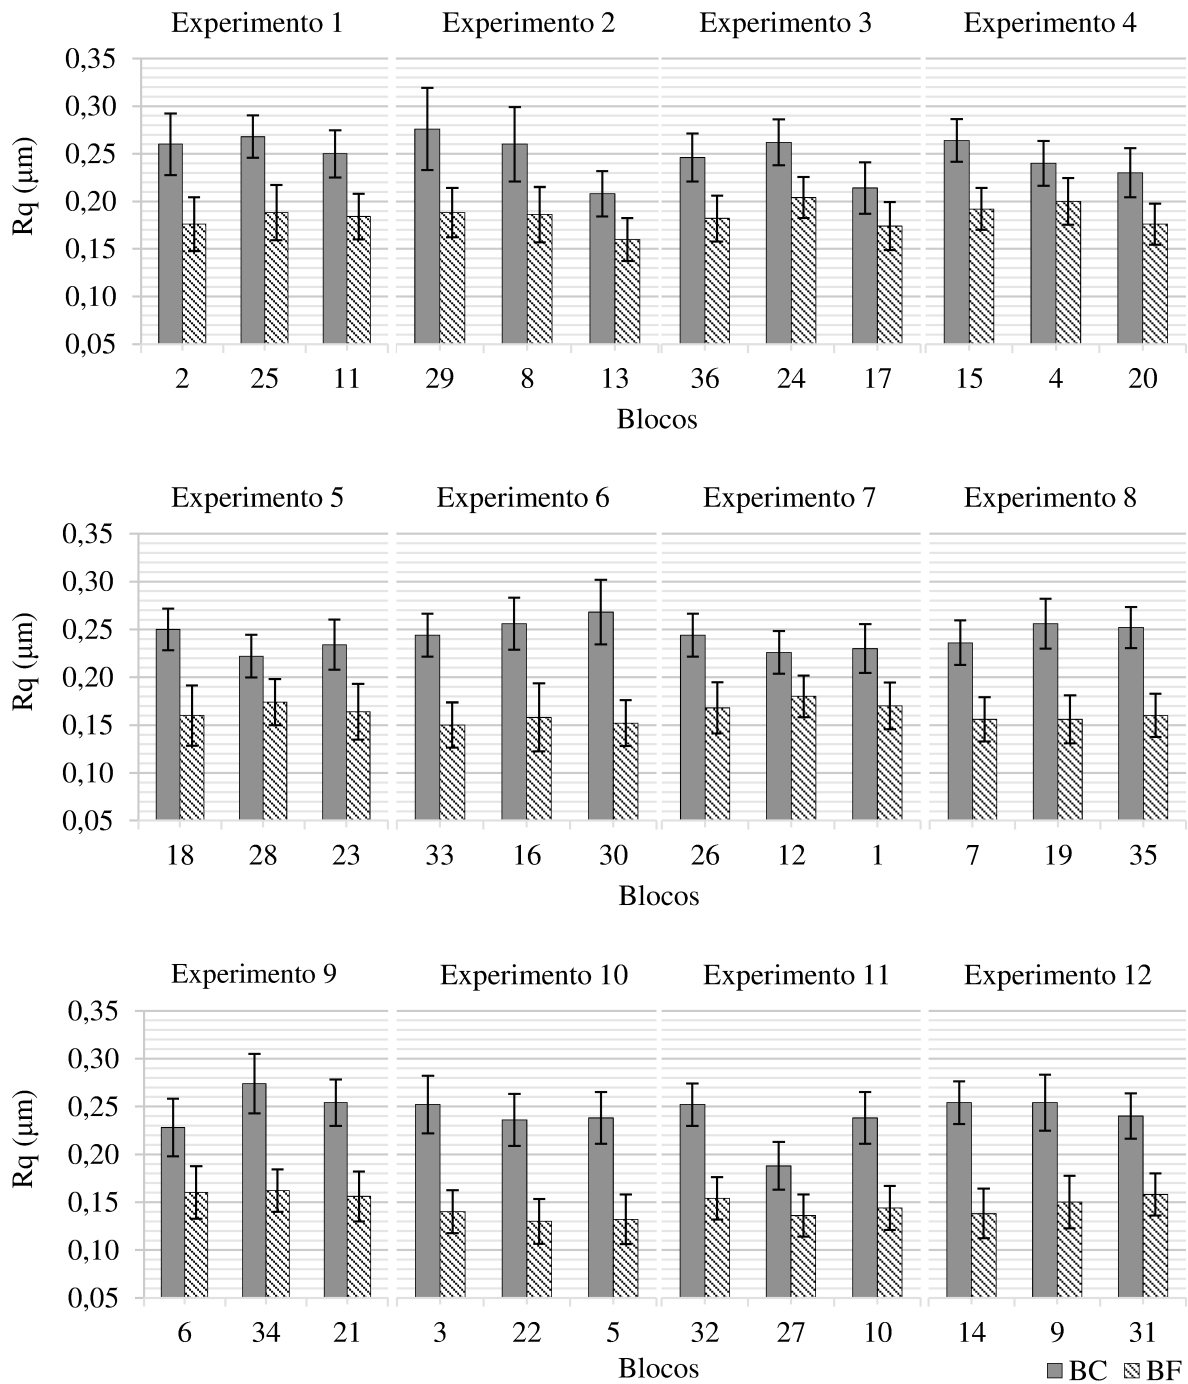 Experimento 1 Experimento 2 Experimento 3 Experimento 4
0,35
0,30
0,25
0,20
0,15
0,10
0,05
Rq (µm)
2 25 11 29 8 13 36 24 17 15 4 20
Blocos
Experimento 5 Experimento 6 Experimento 7 Experimento 8
0,35
0,30
0,25
0,20
0,15
0,10
0,05
Rq (µm)
18 28 23 33 16 30 26 12 1 7 19 35
Blocos
Experimento 9 Experimento 10 Experimento 11 Experimento 12
0,35
0,30
0,25
0,20
0,15
0,10
0,05
Rq (µm)
6 34 21 3 22 5 32 27 10 14 9 31
Blocos
BC BF